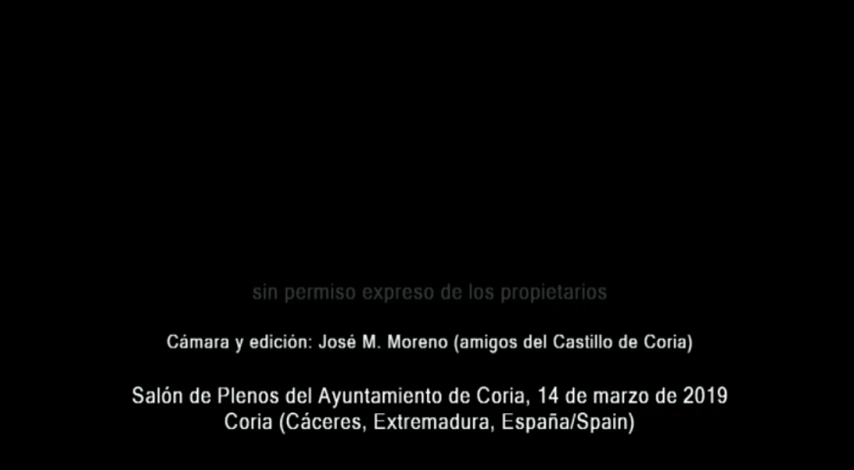 sin permiso expreso de los propietarios
Cámara y edición: José M. Moreno (amigos del Castillo de Coria)
Salón de Plenos del Ayuntamiento de Coria, 14 de marzo de 2019
Coria (Cáceres, Extremadura, España/Spain)